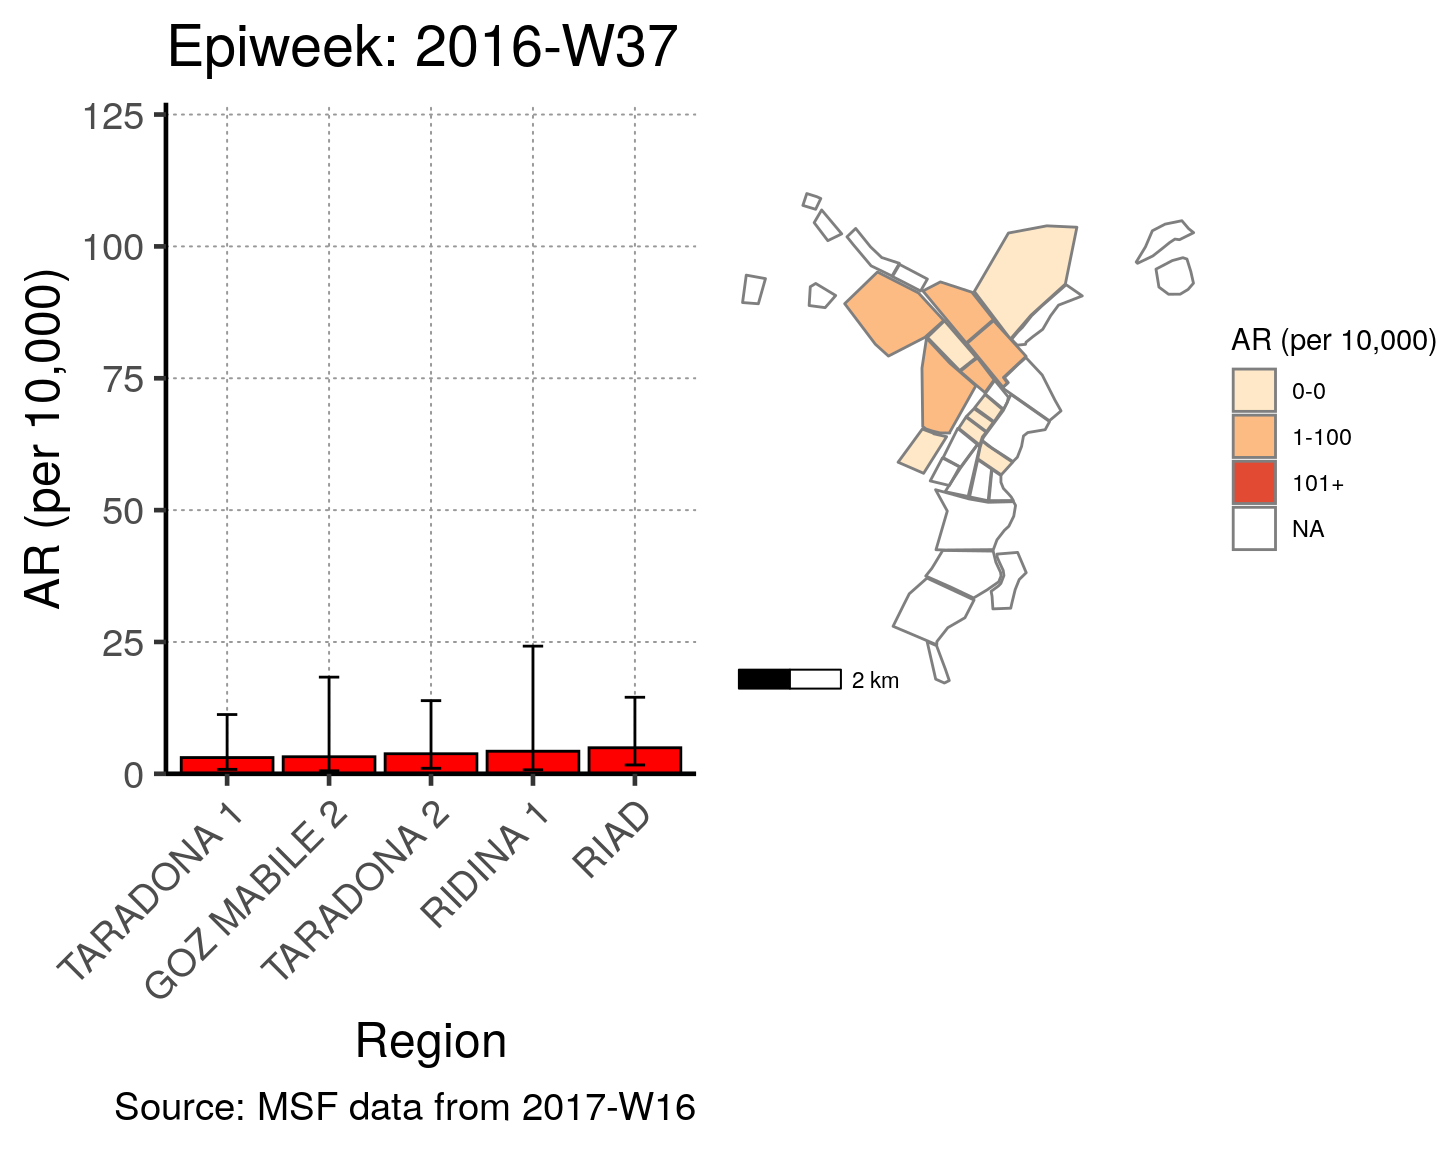 Epiweek: 2016-W37
AR (per 10,000)
125
100
75
50
25
0
TARADONA 1
GOZ MABILE 2
TARADONA 2
RIDINA 1
RIAD
Region
Source: MSF data from 2017-W16
2 km
AR (per 10,000)
0-0
1-100
101+
NA